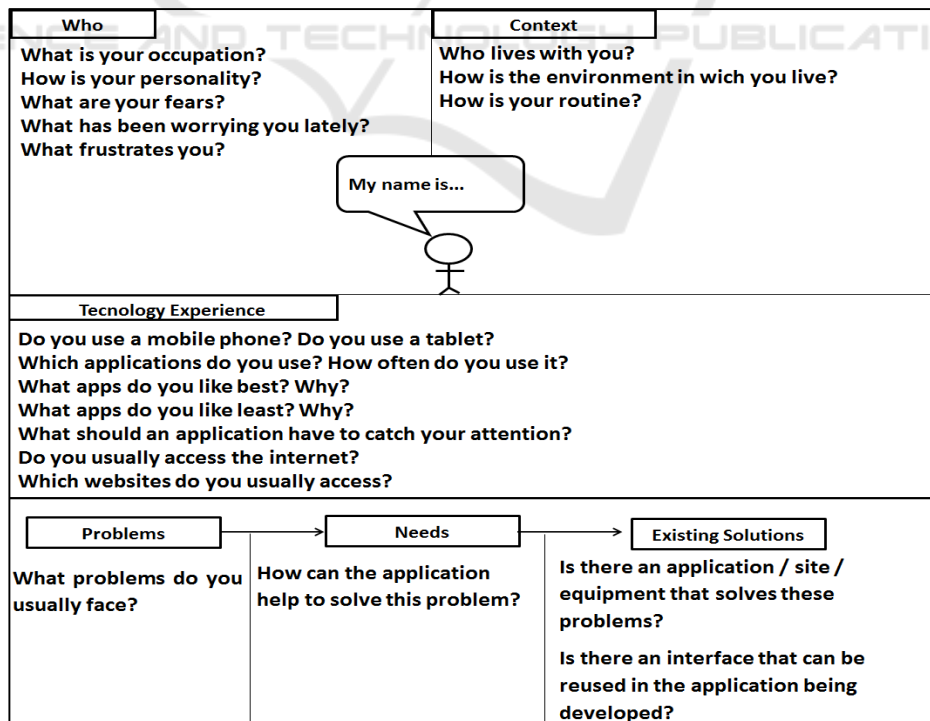 ENCE AND TECHNOLOGY PUBLICATI
Who
What is your occupation?
How is your personality?
What are your fears?
What has been worrying you lately?
What frustrates you?
Context
Who lives with you?
How is the environment in wich you live?
How is your routine?
My name is...
Tecnology Experience
Do you use a mobile phone? Do you use a tablet?
Which applications do you use? How often do you use it?
What apps do you like best? Why?
What apps do you like least? Why?
What should an application have to catch your attention?
Do you usually access the internet?
Which websites do you usually access?
Problems
What problems do you
usually face?
Needs
How can the application
help to solve this problem?
Existing Solutions
Is there an application / site /
equipment that solves these
problems?
Is there an interface that can be
reused in the application being
developed?